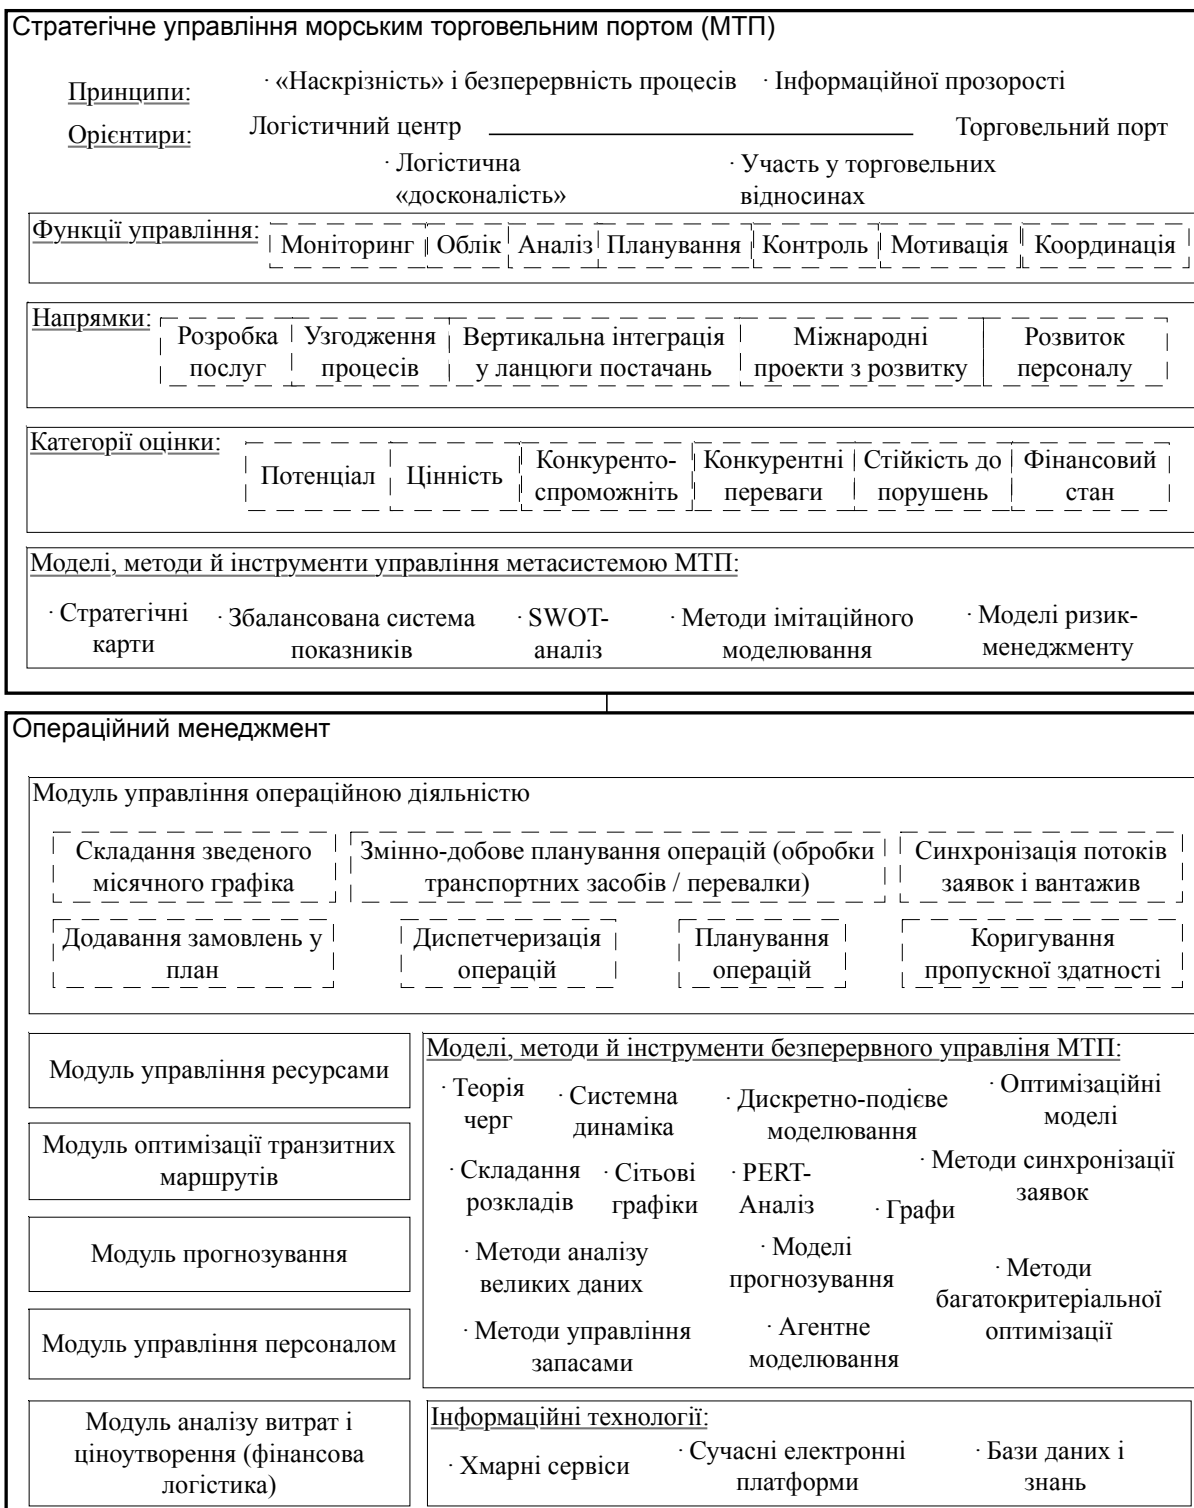 Стратегічне управління морським торговельним портом (МТП)
Принципи:
· «Наскрізність» і безперервність процесів · Інформаційної прозорості
Орієнтири:
Логістичний центр
Торговельний порт
· Логістична
«досконалість»
· Участь у торговельних
відносинах
Функції управління:
Моніторинг Облік Аналіз Планування Контроль Мотивація Координація
Напрямки:
Розробка
послуг
Узгодження
процесів
Вертикальна інтеграція
у ланцюги постачань
Міжнародні
проекти з розвитку
Розвиток
персоналу
Категорії оцінки:
Потенціал
Цінність
Конкуренто-
спроможніть
Конкурентні
переваги
Стійкість до
порушень
Фінансовий
стан
Моделі, методи й інструменти управління метасистемою МТП:
· Стратегічні
карти
· Збалансована система
показників
· SWOT-
аналіз
· Методи імітаційного
моделювання
· Моделі ризик-
менеджменту
Операційний менеджмент
Модуль управління операційною діяльністю
Складання зведеного
місячного графіка
Змінно-добове планування операцій (обробки
транспортних засобів / перевалки)
Синхронізація потоків
заявок і вантажив
Додавання замовлень у
план
Диспетчеризація
операцій
Планування
операцій
Коригування
пропускної здатності
Модуль управління ресурсами
Модуль оптимізації транзитних
маршрутів
Модуль прогнозування
Модуль управління персоналом
Модуль аналізу витрат і
ціноутворення (фінансова
логістика)
Моделі, методи й інструменти безперервного управліня МТП:
· Теорія
черг
· Системна
динаміка
· Дискретно-подієве
моделювання
· Оптимізаційні
моделі
· Складання
розкладів
· Сітьові
графіки
· PERT-
Аналіз
· Графи
· Методи синхронізації
заявок
· Методи аналізу
великих даних
· Моделі
прогнозування
· Методи
багатокритеріальної
оптимізації
· Методи управління
запасами
· Агентне
моделювання
Інформаційні технології:
· Хмарні сервіси
· Сучасні електронні
платформи
· Бази даних і
знань